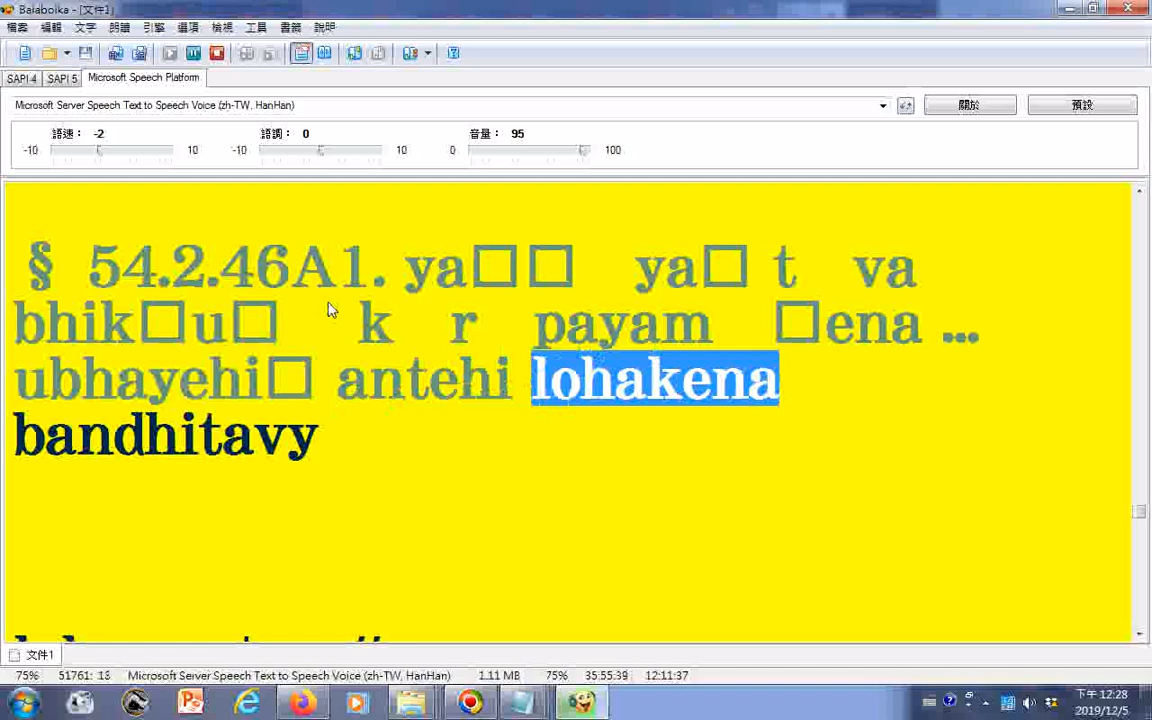 Balabolka - [文件1]
檔案 編輯 文字 朗讀 引擎 選項 檢視 工具 書籤 說明
SAPI 4 SAPI 5 Microsoft Speech Platform
Microsoft Server Speech Text to Speech Voice (zh-TW, HanHan) 關於 預設
語速： -2 語調： 0 音量： 95
-10 10 -10 10 0 100
§ 54.2.46A1. ya□□ ya□ t va
bhik□u□ k r payam □ena ...
ubhayehi□ antehi lohakena
bandhitavy
文件1
75% 51761: 13 Microsoft Server Speech Text to Speech Voice (zh-TW, HanHan) 1.11 MB 75% 35:55:39 12:11:37
下午 12:28
2019/12/5